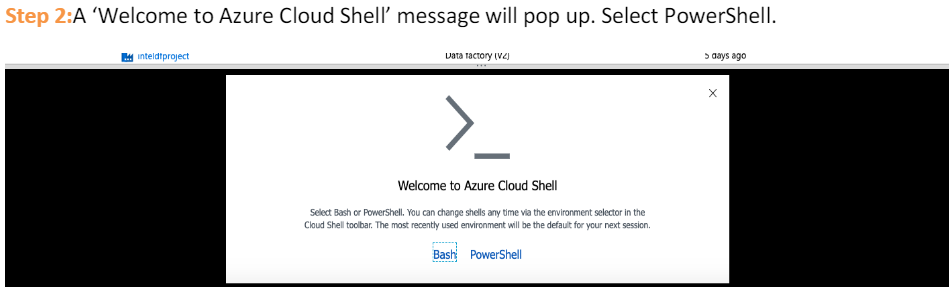 Step 2:A ‘Welcome to Azure Cloud Shell’ message will pop up. Select PowerShell.
inteldfproject Data factory (V2) 5 days ago
Welcome to Azure Cloud Shell
Select Bash or PowerShell. You can change shells any time via the environment selector in the
Cloud Shell toolbar. The most recently used environment will be the default for your next session.
Bash PowerShell